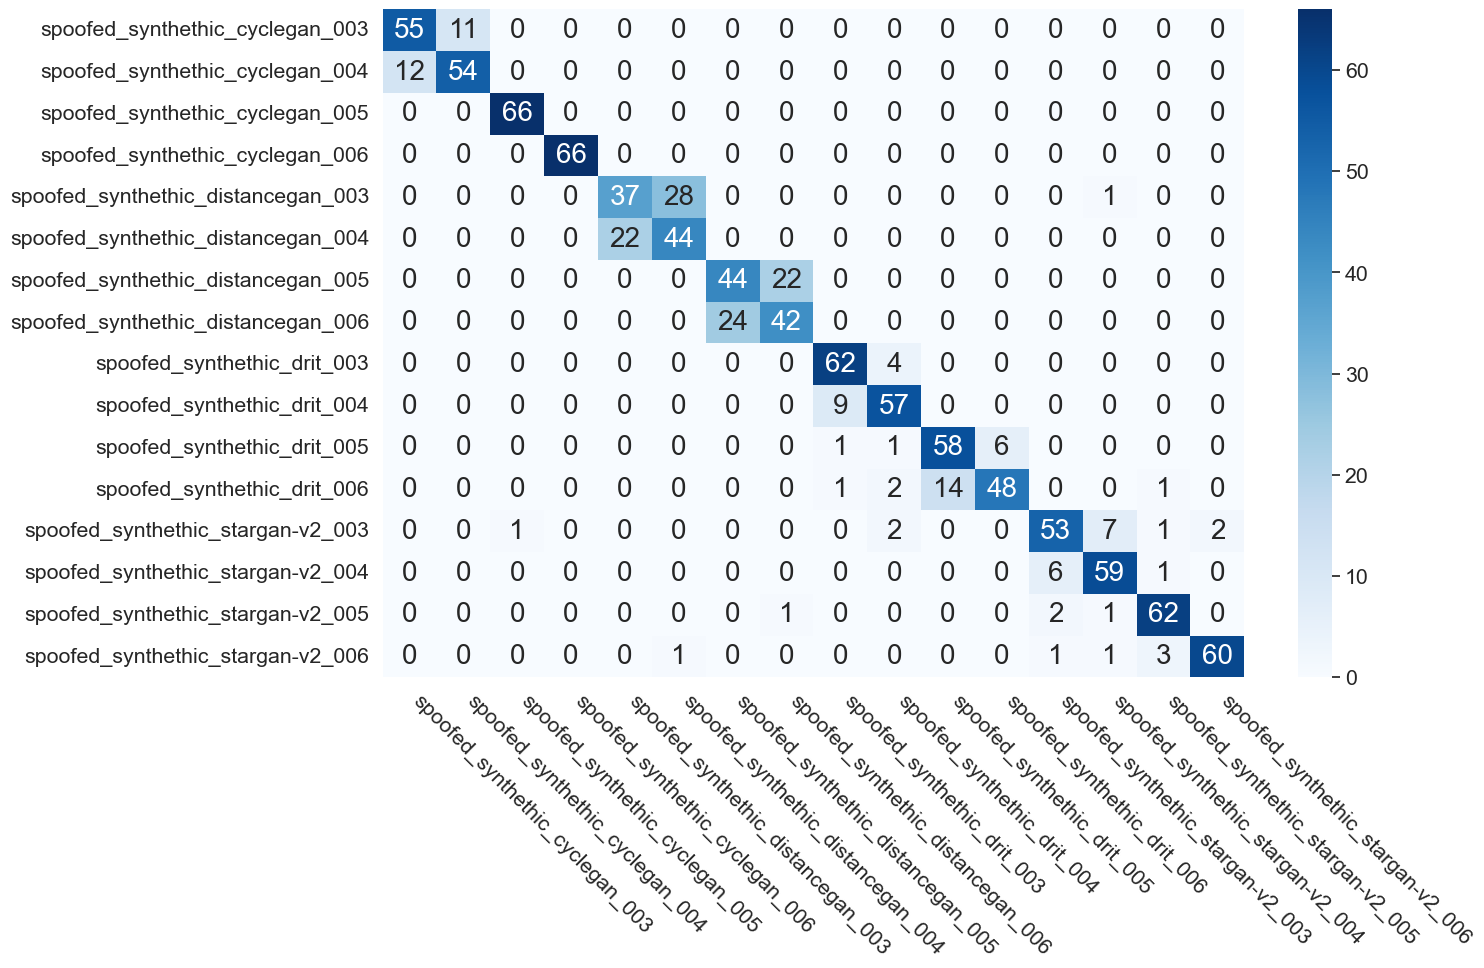 spoofed_synthethic_cyclegan_003 55 11 0 0 0 0 0 0 0 0 0 0 0 0 0 0
spoofed_synthethic_cyclegan_004 12 54 0 0 0 0 0 0 0 0 0 0 0 0 0 0
spoofed_synthethic_cyclegan_005 0 0 66 0 0 0 0 0 0 0 0 0 0 0 0 0
spoofed_synthethic_cyclegan_006 0 0 0 66 0 0 0 0 0 0 0 0 0 0 0 0
spoofed_synthethic_distancegan_003 0 0 0 0 37 28 0 0 0 0 0 0 0 1 0 0
spoofed_synthethic_distancegan_004 0 0 0 0 22 44 0 0 0 0 0 0 0 0 0 0
spoofed_synthethic_distancegan_005 0 0 0 0 0 0 44 22 0 0 0 0 0 0 0 0
spoofed_synthethic_distancegan_006 0 0 0 0 0 0 24 42 0 0 0 0 0 0 0 0
spoofed_synthethic_drit_003 0 0 0 0 0 0 0 0 62 4 0 0 0 0 0 0
spoofed_synthethic_drit_004 0 0 0 0 0 0 0 0 9 57 0 0 0 0 0 0
spoofed_synthethic_drit_005 0 0 0 0 0 0 0 0 1 1 58 6 0 0 0 0
spoofed_synthethic_drit_006 0 0 0 0 0 0 0 0 1 2 14 48 0 0 1 0
spoofed_synthethic_stargan-v2_003 0 0 1 0 0 0 0 0 0 2 0 0 53 7 1 2
spoofed_synthethic_stargan-v2_004 0 0 0 0 0 0 0 0 0 0 0 0 6 59 1 0
spoofed_synthethic_stargan-v2_005 0 0 0 0 0 0 0 1 0 0 0 0 2 1 62 0
spoofed_synthethic_stargan-v2_006 0 0 0 0 0 1 0 0 0 0 0 0 1 1 3 60
spoofed_synthethic_cyclegan_003
spoofed_synthethic_cyclegan_004
spoofed_synthethic_cyclegan_005
spoofed_synthethic_cyclegan_006
spoofed_synthethic_distancegan_003
spoofed_synthethic_distancegan_004
spoofed_synthethic_distancegan_005
spoofed_synthethic_distancegan_006
spoofed_synthethic_drit_003
spoofed_synthethic_drit_004
spoofed_synthethic_drit_005
spoofed_synthethic_drit_006
spoofed_synthethic_stargan-v2_003
spoofed_synthethic_stargan-v2_004
spoofed_synthethic_stargan-v2_005
spoofed_synthethic_stargan-v2_006
60
50
40
30
20
10
0